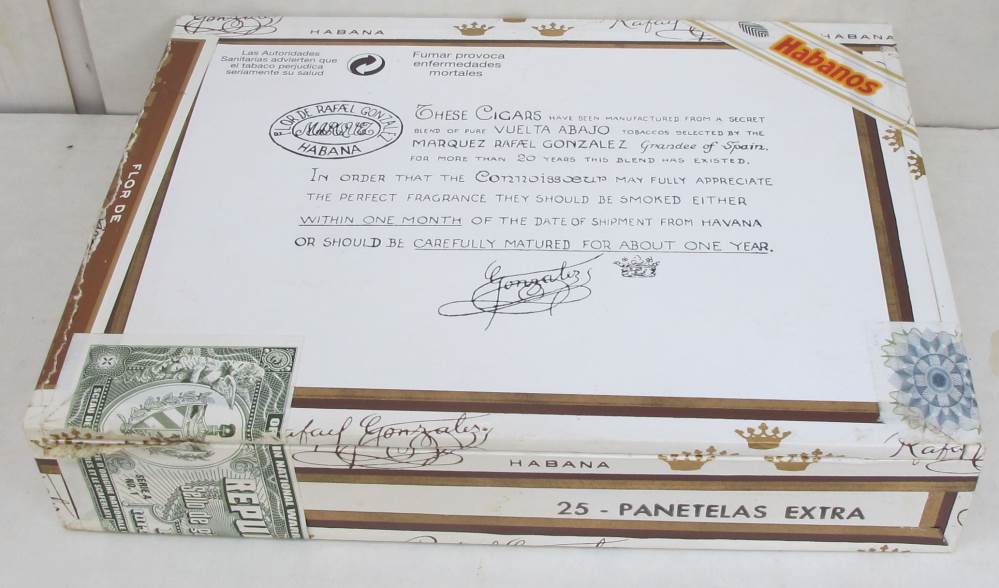 HABANA
Rafael
HABANA
Habanos
Las Autoridades
Sanitarias advierten que
el tabaco perjudica
seriamente su salud
Fumar provoca
enfermedades
mortales
FLOR DE RAFÆL GONZALEZ
MARQUEZ
HABANA
THESE CIGARS HAVE BEEN MANUFACTURED FROM A SECRET
BLEND OF PURE VUELTA ABAJO TOBACCOS SELECTED BY THE
MARQUEZ RAFÆL GONZALEZ Grandee of Spain.
FOR MORE THAN 20 YEARS THIS BLEND HAS EXISTED.
IN ORDER THAT THE Connoisseur MAY FULLY APPRECIATE
THE PERFECT FRAGRANCE THEY SHOULD BE SMOKED EITHER
WITHIN ONE MONTH OF THE DATE OF SHIPMENT FROM HAVANA
OR SHOULD BE CAREFULLY MATURED FOR ABOUT ONE YEAR.
Gonzalez
FLOR DE
Rafael Gonzalez
HABANA
25 - PANETELAS EXTRA
SERIE A
No. 1
REPU